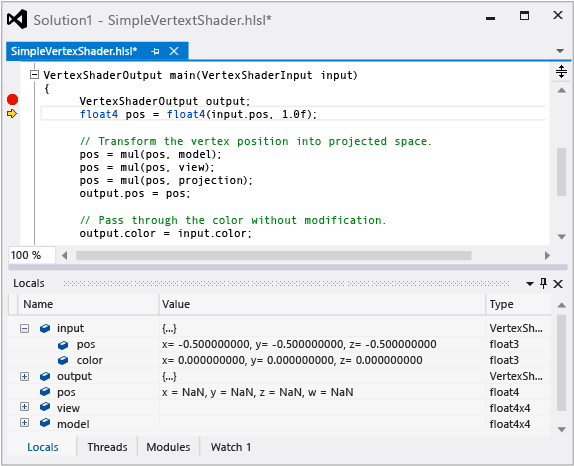 Solution1 - SimpleVertextShader.hlsl*
SimpleVertexShader.hlsl*
VertexShaderOutput main(VertexShaderInput input)
{
VertexShaderOutput output;
float4 pos = float4(input.pos, 1.0f);
// Transform the vertex position into projected space.
pos = mul(pos, model);
pos = mul(pos, view);
pos = mul(pos, projection);
output.pos = pos;
// Pass through the color without modification.
output.color = input.color;
100 %
Locals
Name Value Type
input {...} VertexSh...
pos x= -0.500000000, y= -0.500000000, z= -0.500000000 float3
color x= 0.000000000, y= 0.000000000, z= 0.000000000 float3
output {...} VertexSh...
pos x = NaN, y = NaN, z = NaN, w = NaN float4
view float4x4
model float4x4
Locals Threads Modules Watch 1